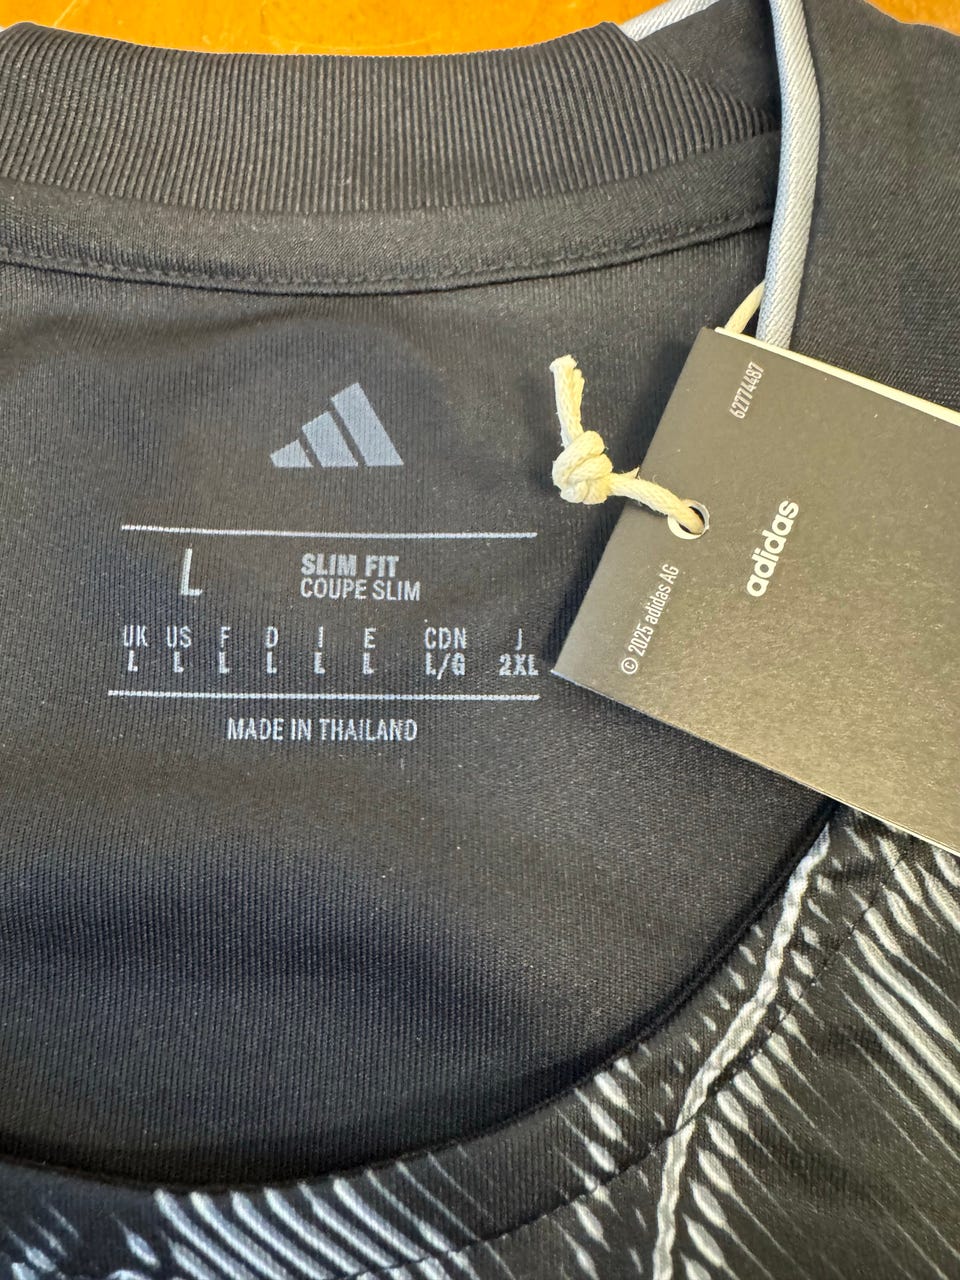 L
SLIM FIT
COUPE SLIM
UK US F D I E CDN J
L L L L L L L/G 2XL
MADE IN THAILAND
62774487
adidas
© 2025 adidas AG